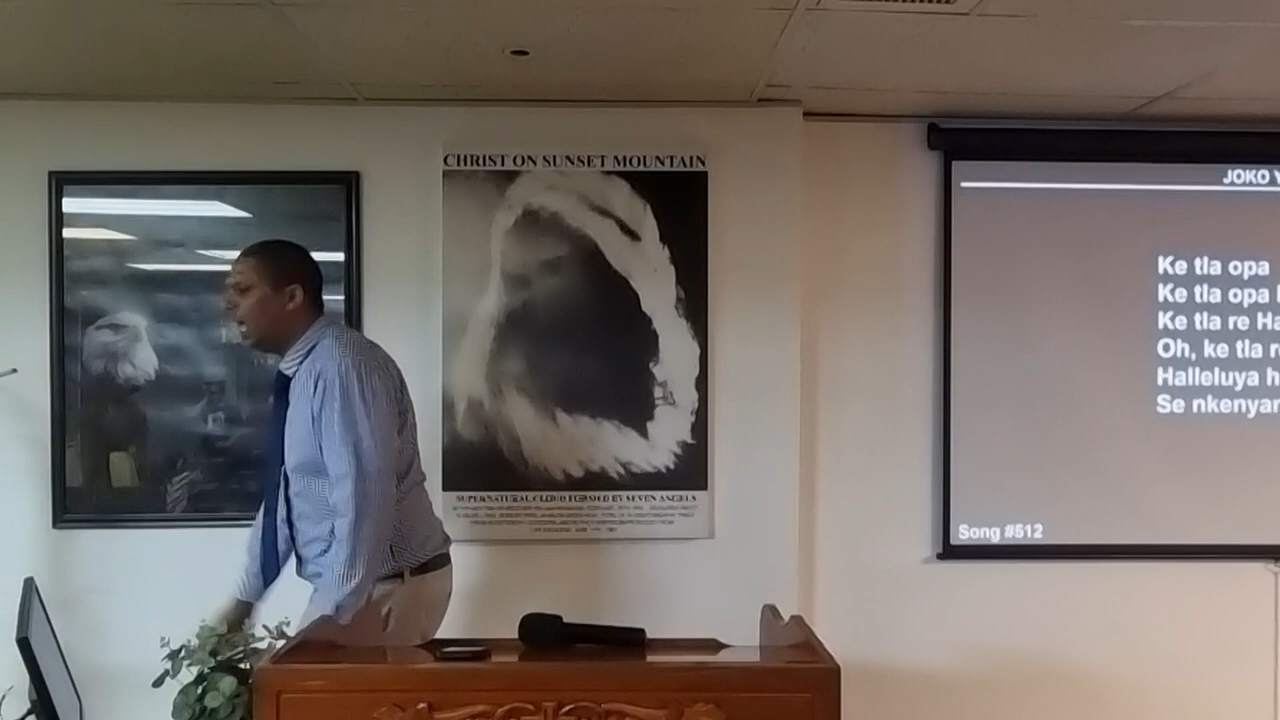 CHRIST ON SUNSET MOUNTAIN
SUPERNATURAL CLOUD FORMED BY SEVEN ANGELS
JOKO Y
Ke tla opa
Ke tla opa
Ke tla re Ha
Oh, ke tla r
Halleluya h
Se nkenyar
Song #512